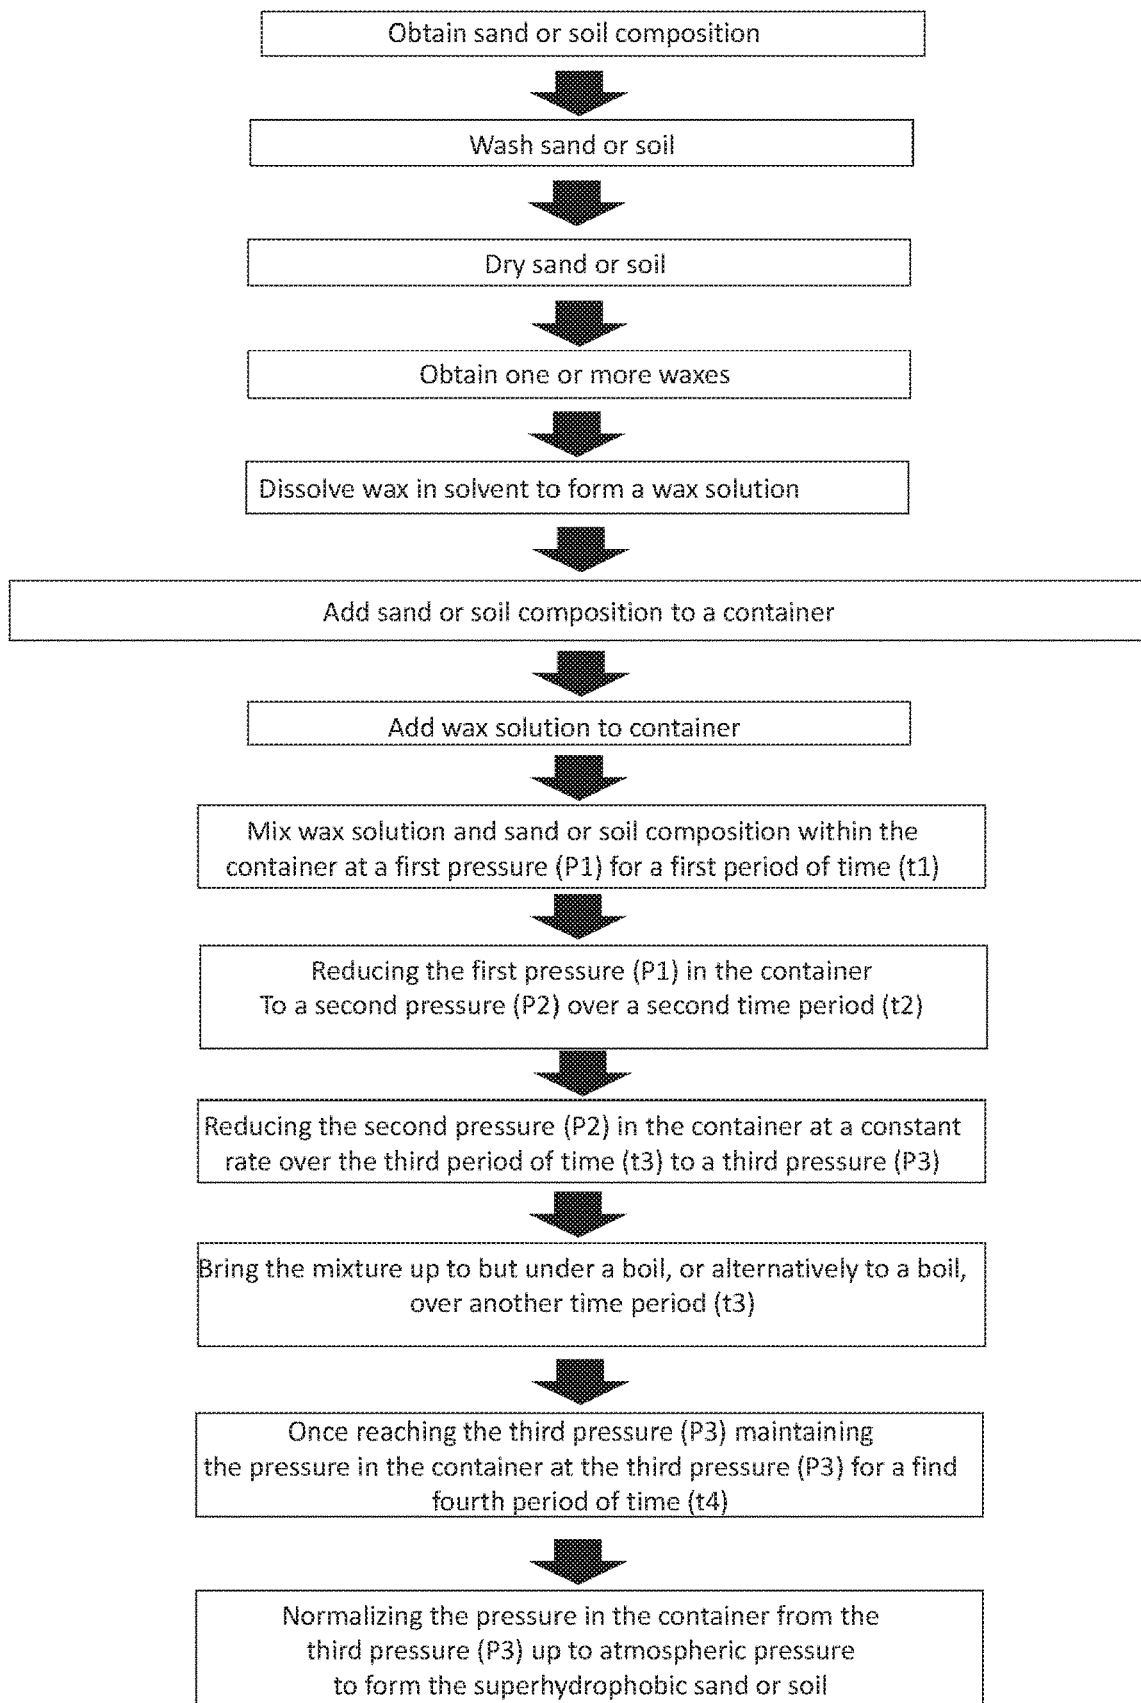 Obtain sand or soil composition
Wash sand or soil
Dry sand or soil
Obtain one or more waxes
Dissolve wax in solvent to form a wax solution
Add sand or soil composition to a container
Add wax solution to container
Mix wax solution and sand or soil composition within the
container at a first pressure (P1) for a first period of time (t1)
Reducing the first pressure (P1) in the container
To a second pressure (P2) over a second time period (t2)
Reducing the second pressure (P2) in the container at a constant
rate over the third period of time (t3) to a third pressure (P3)
Bring the mixture up to but under a boil, or alternatively to a boil,
over another time period (t3)
Once reaching the third pressure (P3) maintaining
the pressure in the container at the third pressure (P3) for a find
fourth period of time (t4)
Normalizing the pressure in the container from the
third pressure (P3) up to atmospheric pressure
to form the superhydrophobic sand or soil